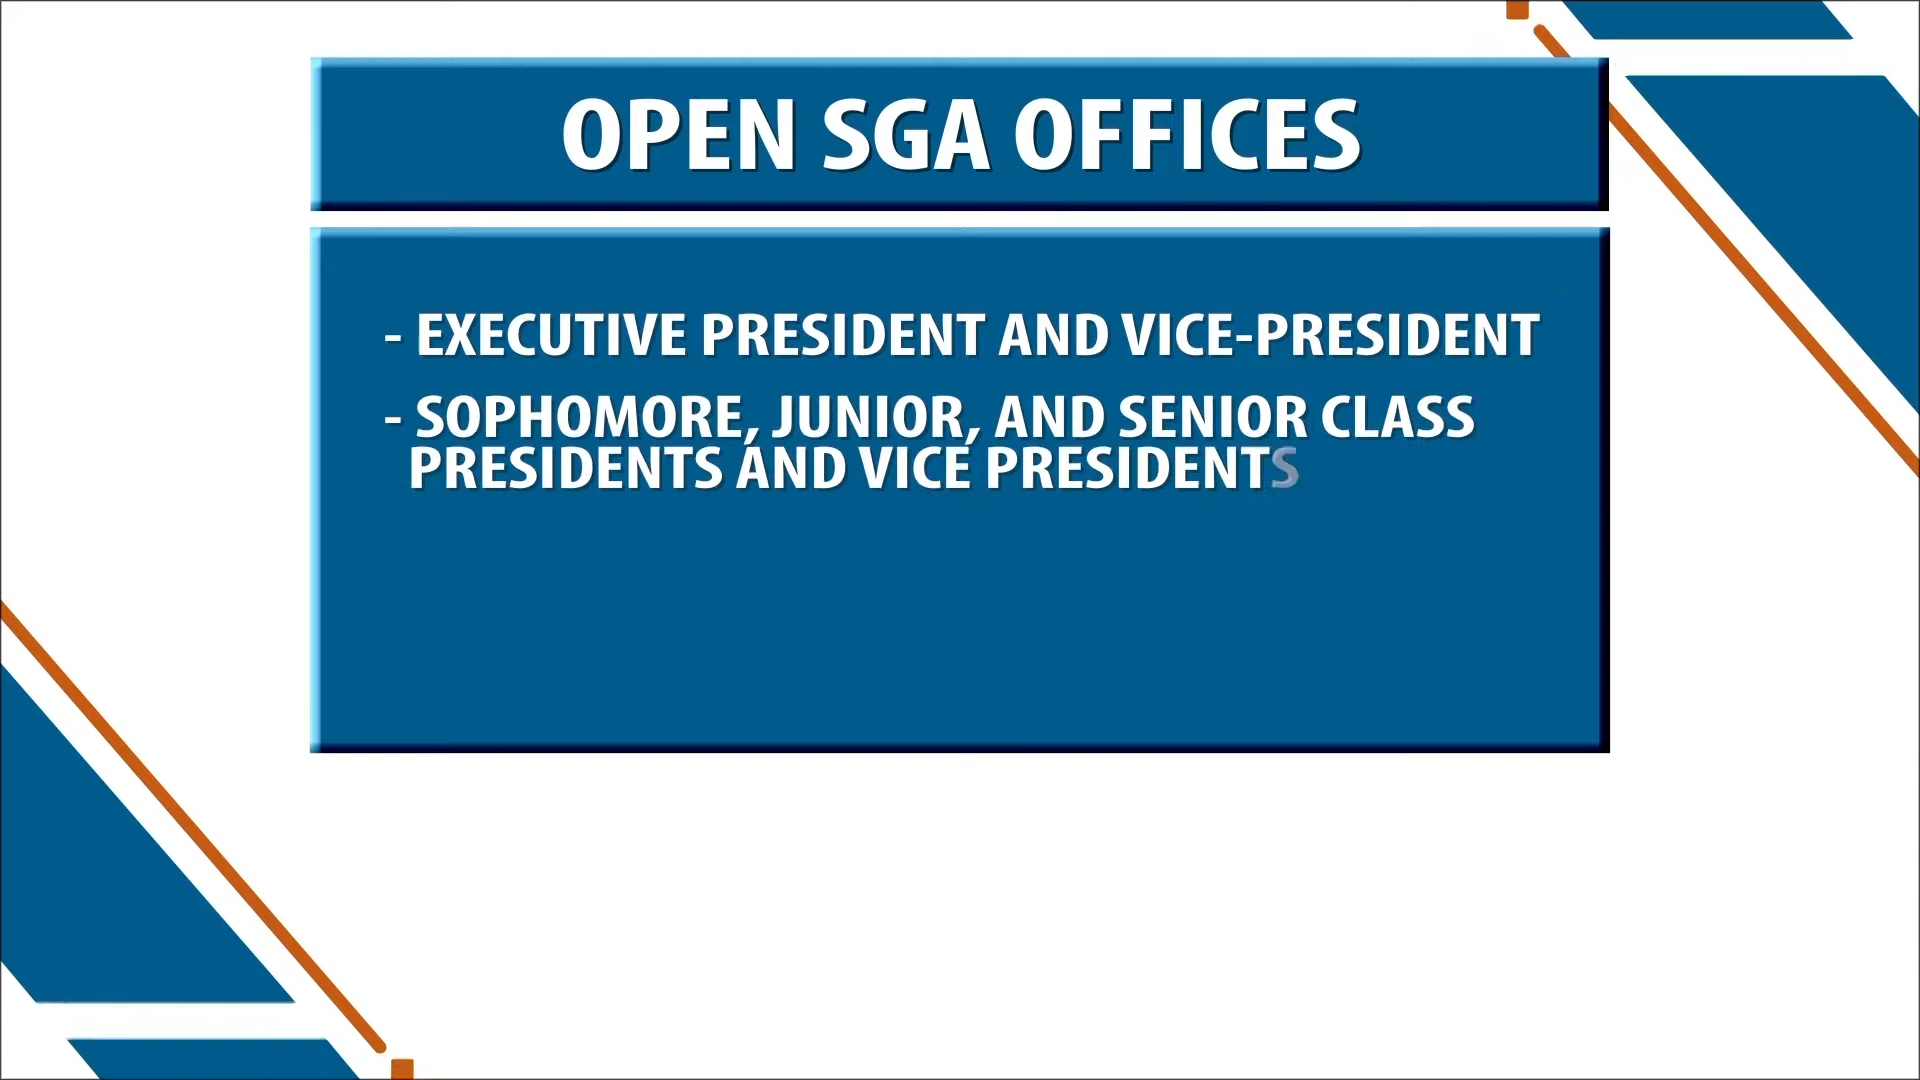 OPEN SGA OFFICES
- EXECUTIVE PRESIDENT AND VICE-PRESIDENT
- SOPHOMORE, JUNIOR, AND SENIOR CLASS
PRESIDENTS AND VICE PRESIDENTS